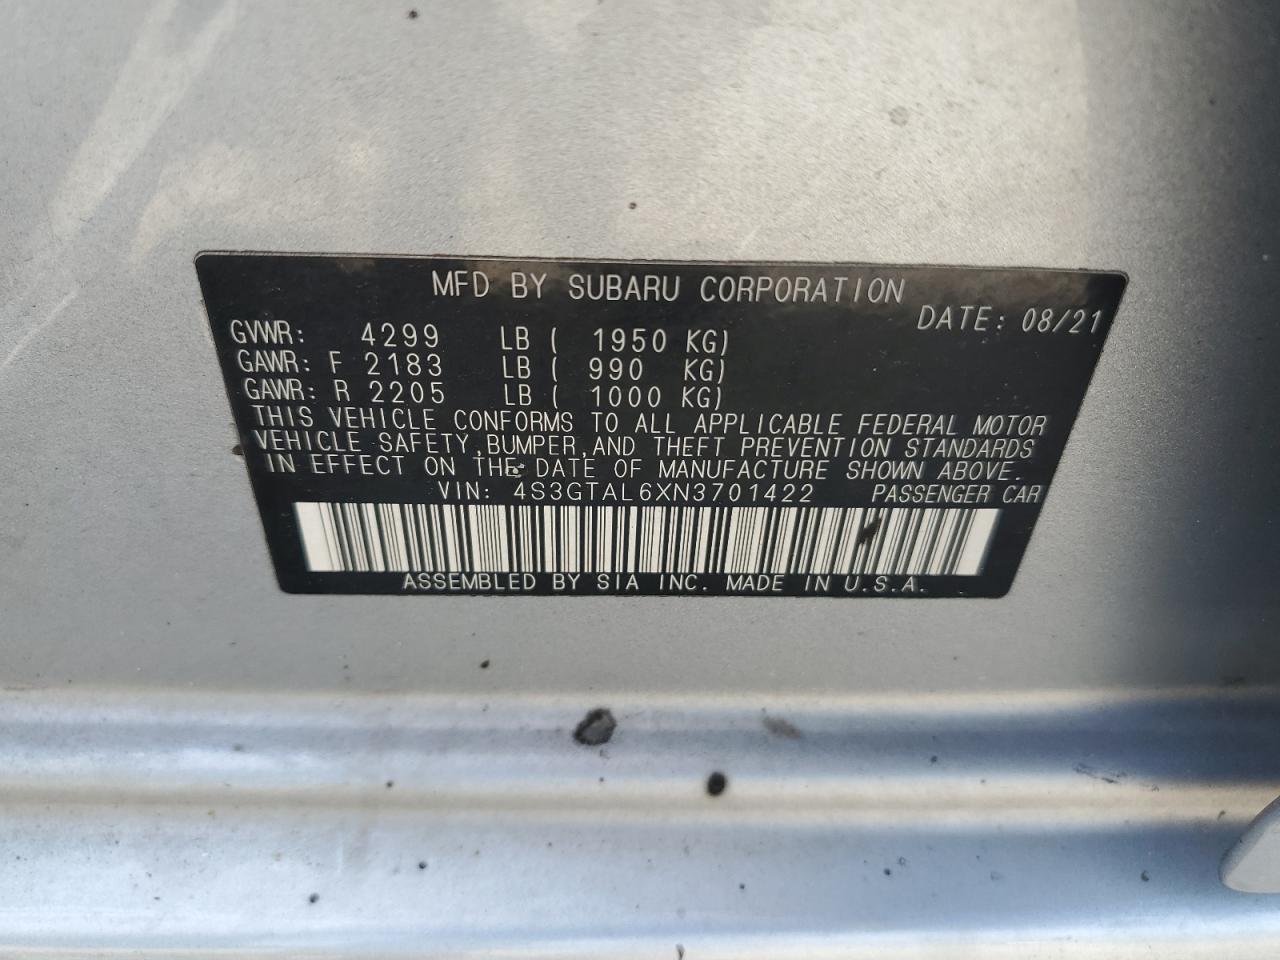 MFD BY SUBARU CORPORATION
DATE: 08/21
GVWR: 4299 LB ( 1950 KG)
GAWR: F 2183 LB ( 990 KG)
GAWR: R 2205 LB ( 1000 KG)
THIS VEHICLE CONFORMS TO ALL APPLICABLE FEDERAL MOTOR
VEHICLE SAFETY,BUMPER,AND THEFT PREVENTION STANDARDS
IN EFFECT ON THE DATE OF MANUFACTURE SHOWN ABOVE.
VIN: 4S3GTAL6XN3701422 PASSENGER CAR
ASSEMBLED BY SIA INC. MADE IN U.S.A.